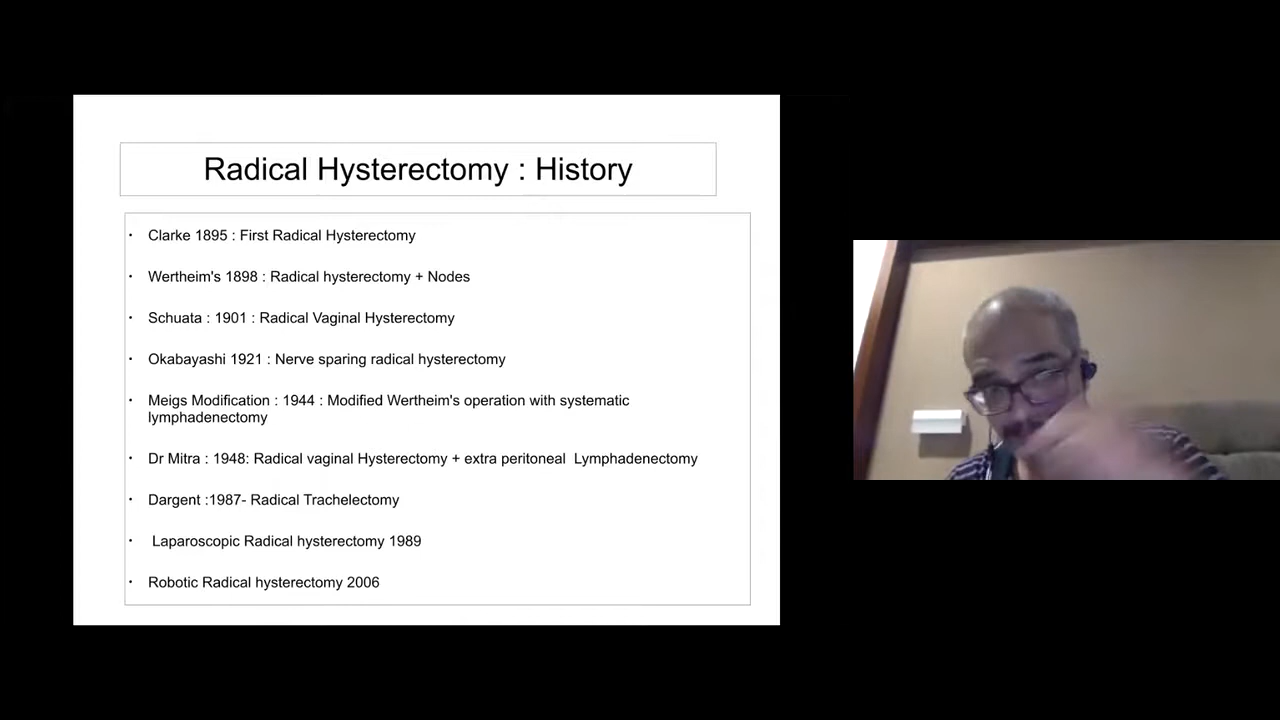 Radical Hysterectomy : History
• Clarke 1895 : First Radical Hysterectomy
• Wertheim's 1898 : Radical hysterectomy + Nodes
• Schuata : 1901 : Radical Vaginal Hysterectomy
• Okabayashi 1921 : Nerve sparing radical hysterectomy
• Meigs Modification : 1944 : Modified Wertheim's operation with systematic
lymphadenectomy
• Dr Mitra : 1948: Radical vaginal Hysterectomy + extra peritoneal Lymphadenectomy
• Dargent :1987- Radical Trachelectomy
• Laparoscopic Radical hysterectomy 1989
• Robotic Radical hysterectomy 2006